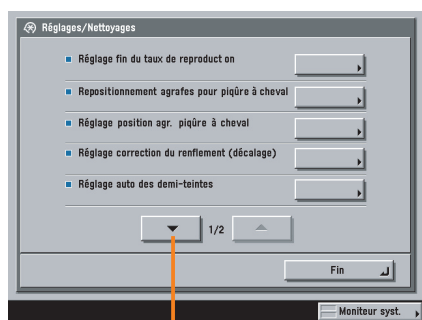 Réglages/Nettoyages
Réglage fin du taux de reproduct on
Repositionnement agrafes pour piqûre à cheval
Réglage position agr. piqûre à cheval
Réglage correction du renflement (décalage)
Réglage auto des demi-teintes
1/2
Fin
Moniteur syst.